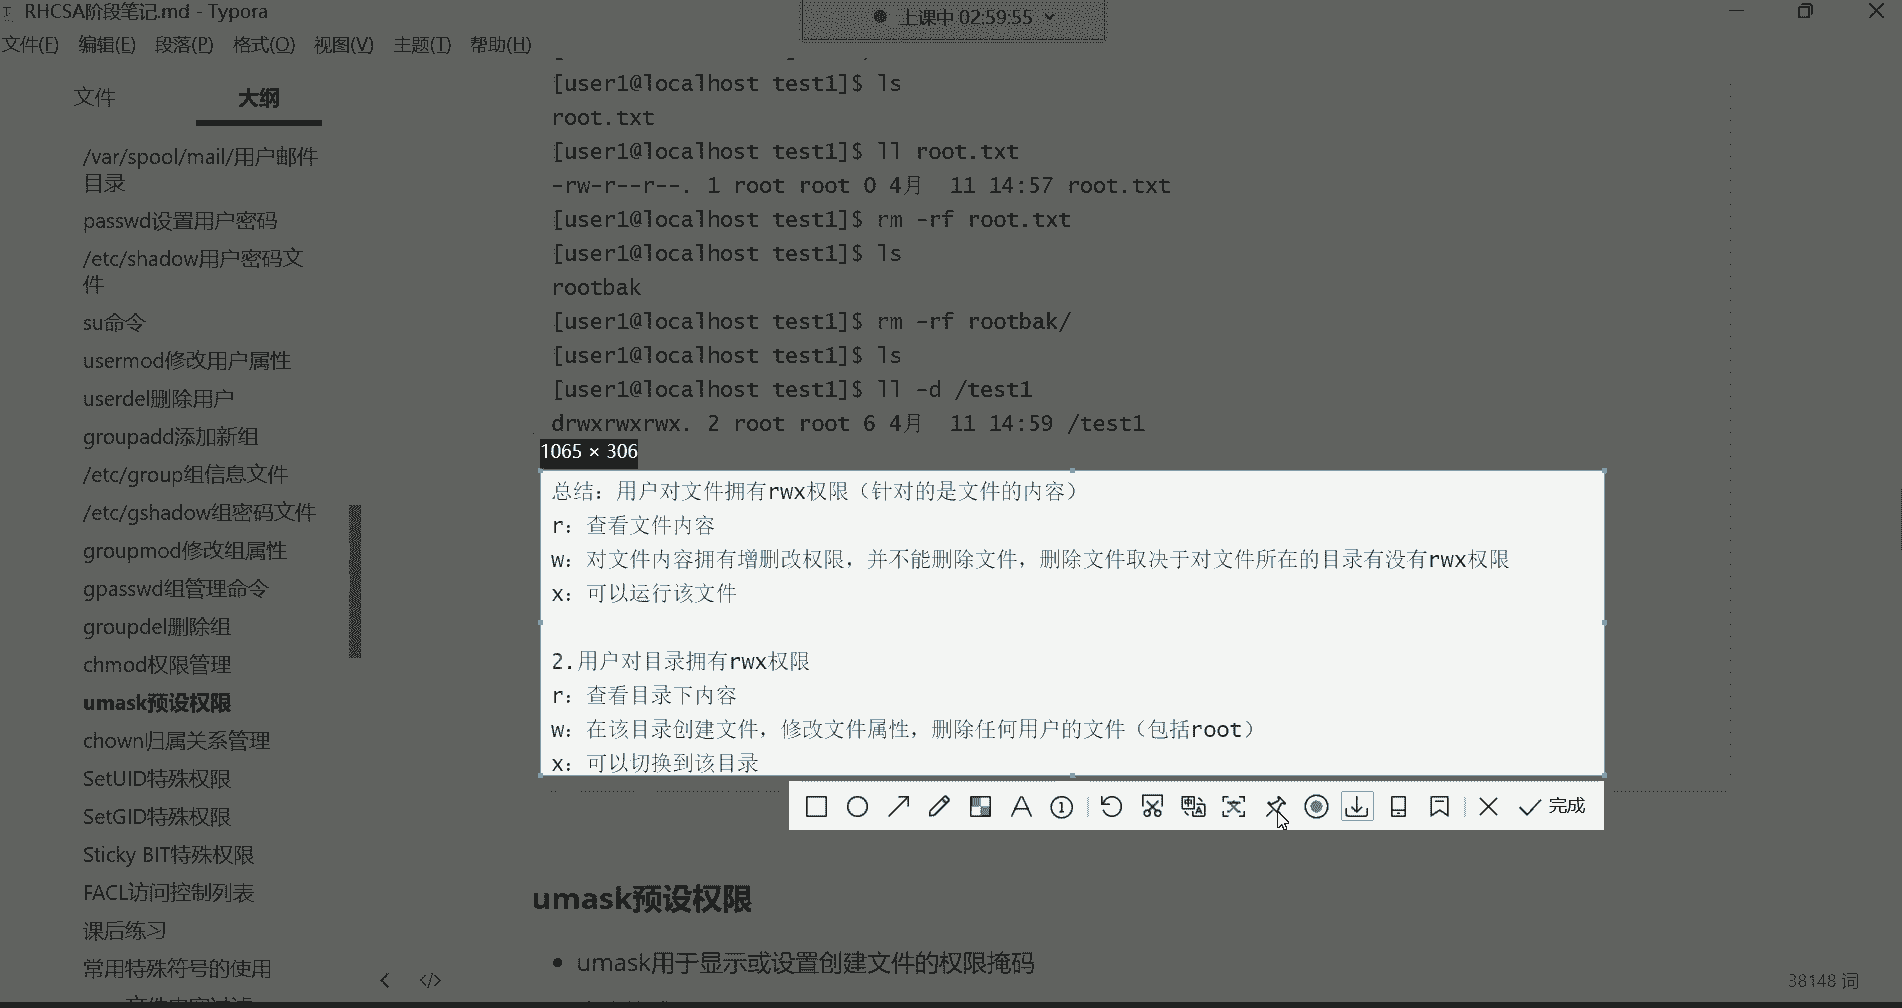 RHCSA阶段笔记.md - Typora
上课中 02:59:55
文件(F) 编辑(E) 段落(P) 格式(O) 视图(V) 主题(T) 帮助(H)
文件 大纲
/var/spool/mail/用户邮件
目录
passwd设置用户密码
/etc/shadow用户密码文
件
su命令
usermod修改用户属性
userdel删除用户
groupadd添加新组
/etc/group组信息文件
/etc/gshadow组密码文件
groupmod修改组属性
gpasswd组管理命令
groupdel删除组
chmod权限管理
umask预设权限
chown归属关系管理
SetUID特殊权限
SetGID特殊权限
Sticky BIT特殊权限
FACL访问控制列表
课后练习
常用特殊符号的使用
[user1@localhost test1]$ ls
root.txt
[user1@localhost test1]$ ll root.txt
-rw-r--r--. 1 root root 0 4月  11 14:57 root.txt
[user1@localhost test1]$ rm -rf root.txt
[user1@localhost test1]$ ls
rootbak
[user1@localhost test1]$ rm -rf rootbak/
[user1@localhost test1]$ ls
[user1@localhost test1]$ ll -d /test1
drwxrwxrwx. 2 root root 6 4月  11 14:59 /test1
1065 × 306
总结：用户对文件拥有rwx权限（针对的是文件的内容）
r：查看文件内容
w：对文件内容拥有增删改权限，并不能删除文件，删除文件取决于对文件所在的目录有没有rwx权限
x：可以运行该文件
2.用户对目录拥有rwx权限
r：查看目录下内容
w：在该目录创建文件，修改文件属性，删除任何用户的文件（包括root）
x：可以切换到该目录
完成
umask预设权限
umask用于显示或设置创建文件的权限掩码
38148 词